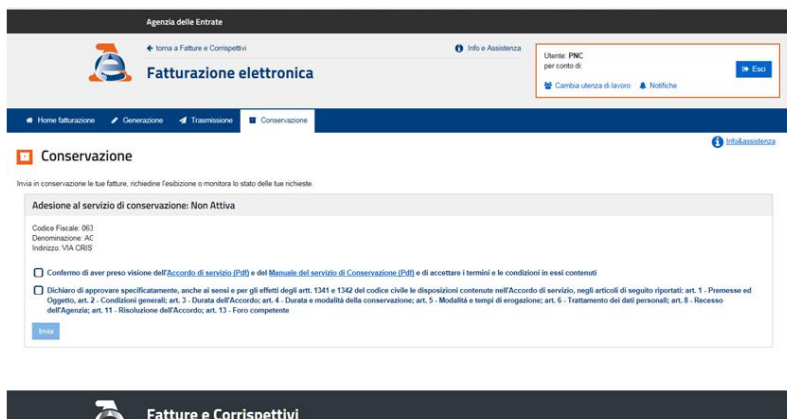 Agenzia delle Entrate
torna a Fatture e Corrispettivi
Info e Assistenza
Fatturazione elettronica
Utente: PNC
per conto di:
Esci
Cambia utenza di lavoro Notifiche
Home fatturazione Generazione Trasmissione Conservazione
Info&assistenza
Conservazione
Invia in conservazione le tue fatture, richiedine l'esibizione o monitora lo stato delle tue richieste.
Adesione al servizio di conservazione: Non Attiva
Codice Fiscale: 063
Denominazione: AC
Indirizzo: VIA CRIS
Confermo di aver preso visione dell'Accordo di servizio (Pdf) e del Manuale del servizio di Conservazione (Pdf) e di accettare i termini e le condizioni in essi contenuti
Dichiaro di approvare specificatamente, anche ai sensi e per gli effetti degli artt. 1341 e 1342 del codice civile le disposizioni contenute nell'Accordo di servizio, negli articoli di seguito riportati: art. 1 - Premesse ed
Oggetto, art. 2 - Condizioni generali; art. 3 - Durata dell'Accordo; art. 4 - Durata e modalità della conservazione; art. 5 - Modalità e tempi di erogazione; art. 6 - Trattamento dei dati personali; art. 8 - Recesso
dell'Agenzia; art. 11 - Risoluzione dell'Accordo; art. 13 - Foro competente
Invia
Fatture e Corrispettivi